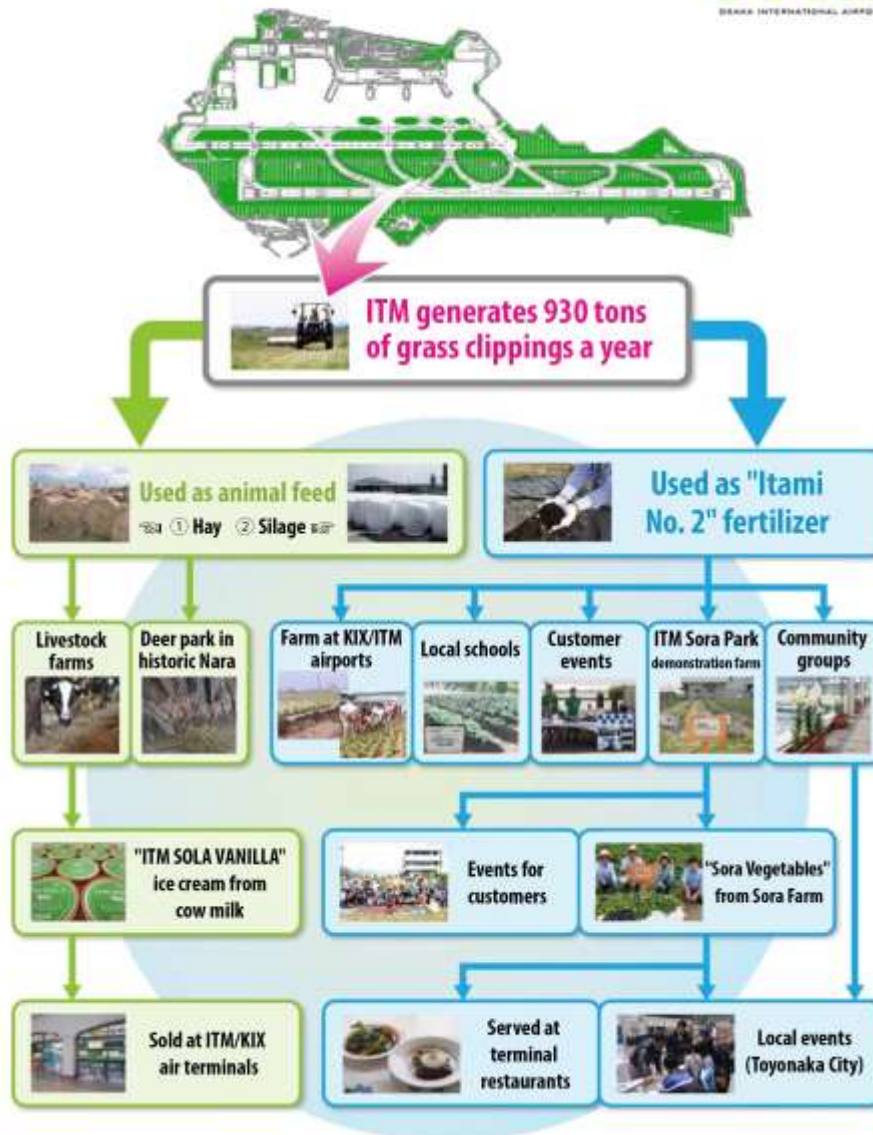 OSAKA INTERNATIONAL AIRPO
ITM generates 930 tons
of grass clippings a year
Used as animal feed
☜ ① Hay ② Silage ☞
Used as "Itami
No. 2" fertilizer
Livestock
farms
Deer park in
historic Nara
Farm at KIX/ITM
airports
Local schools
Customer
events
ITM Sora Park
demonstration farm
Community
groups
"ITM SOLA VANILLA"
ice cream from
cow milk
Events for
customers
"Sora Vegetables"
from Sora Farm
Sold at ITM/KIX
air terminals
Served at
terminal
restaurants
Local events
(Toyonaka City)